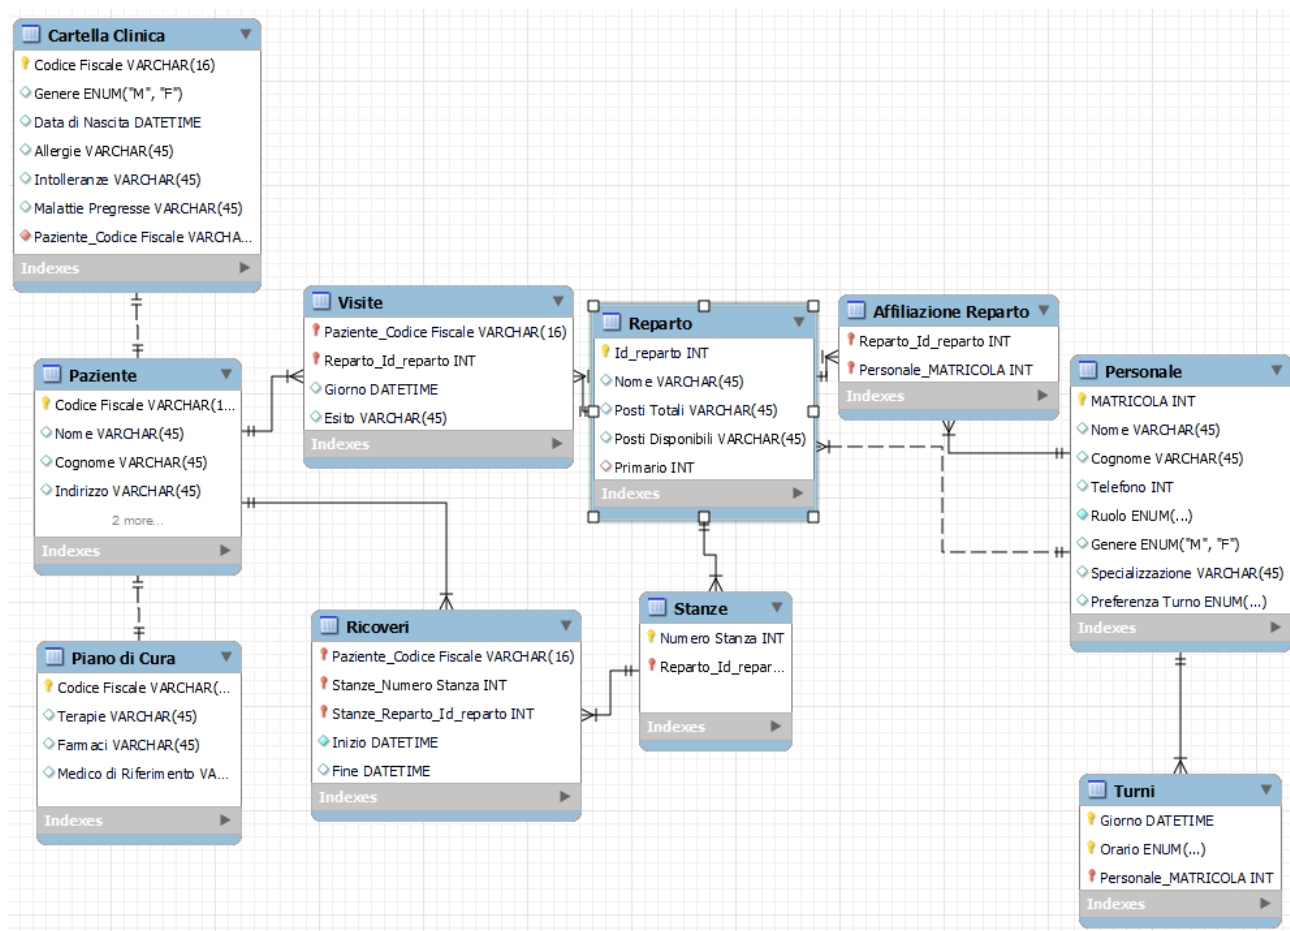 Cartella Clinica
Codice Fiscale VARCHAR(16)
Genere ENUM("M", "F")
Data di Nascita DATETIME
Allergie VARCHAR(45)
Intolleranze VARCHAR(45)
Malattie Pregresse VARCHAR(45)
Paziente_Codice Fiscale VARCHA...
Indexes
Paziente
Codice Fiscale VARCHAR(1...
Nome VARCHAR(45)
Cognome VARCHAR(45)
Indirizzo VARCHAR(45)
2 more...
Indexes
Piano di Cura
Codice Fiscale VARCHAR(...
Terapie VARCHAR(45)
Farmaci VARCHAR(45)
Medico di Riferimento VA...
Indexes
Visite
Paziente_Codice Fiscale VARCHAR(16)
Reparto_Id_reparto INT
Giorno DATETIME
Esito VARCHAR(45)
Indexes
Ricoveri
Paziente_Codice Fiscale VARCHAR(16)
Stanze_Numero Stanza INT
Stanze_Reparto_Id_reparto INT
Inizio DATETIME
Fine DATETIME
Indexes
Reparto
Id_reparto INT
Nome VARCHAR(45)
Posti Totali VARCHAR(45)
Posti Disponibili VARCHAR(45)
Primario INT
Indexes
Stanze
Numero Stanza INT
Reparto_Id_repar...
Indexes
Affiliazione Reparto
Reparto_Id_reparto INT
Personale_MATRICOLA INT
Indexes
Personale
MATRICOLA INT
Nome VARCHAR(45)
Cognome VARCHAR(45)
Telefono INT
Ruolo ENUM(...)
Genere ENUM("M", "F")
Specializzazione VARCHAR(45)
Preferenza Turno ENUM(...)
Indexes
Turni
Giorno DATETIME
Orario ENUM(...)
Personale_MATRICOLA INT
Indexes